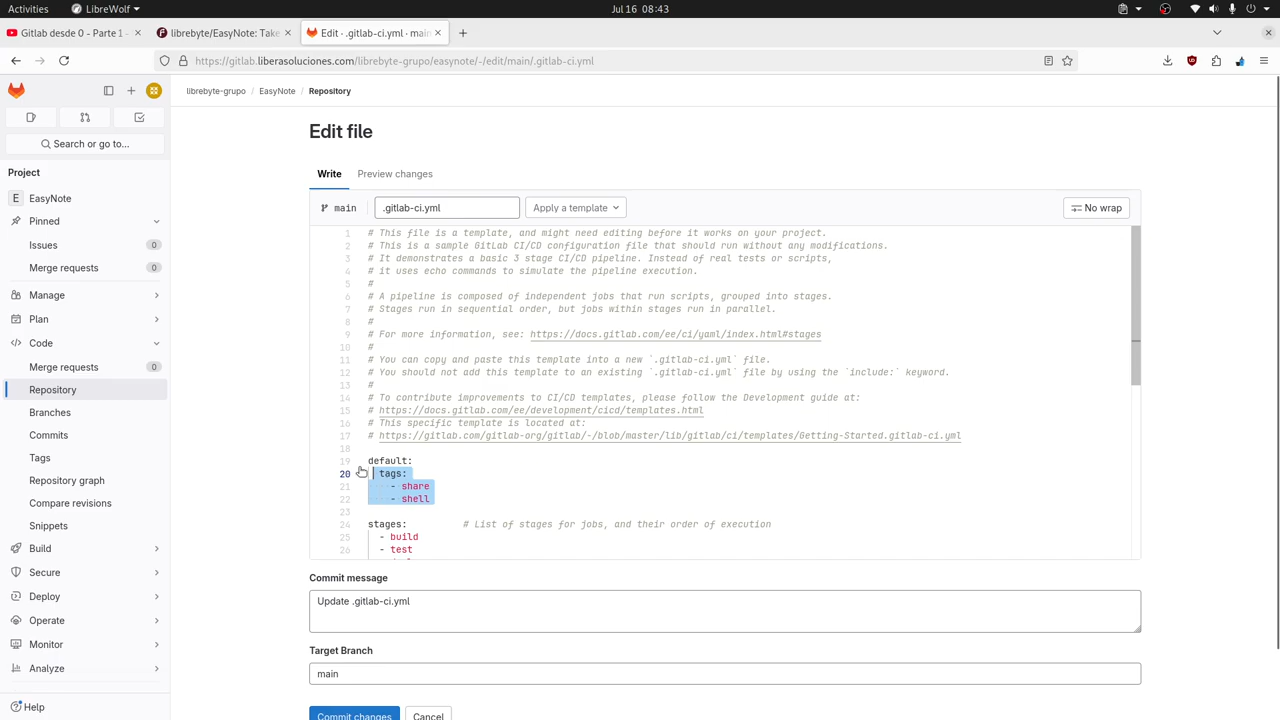 Activities
LibreWolf
Jul 16 08:43
Gitlab desde 0 - Parte 1 -
librebyte/EasyNote: Take
Edit · .gitlab-ci.yml · main
https://gitlab.liberasoluciones.com/librebyte-grupo/easynote/-/edit/main/.gitlab-ci.yml
Search or go to...
Project
E EasyNote
Pinned
Issues 0
Merge requests 0
Manage
Plan
Code
Merge requests 0
Repository
Branches
Commits
Tags
Repository graph
Compare revisions
Snippets
Build
Secure
Deploy
Operate
Monitor
Analyze
Help
librebyte-grupo / EasyNote / Repository
Edit file
Write Preview changes
main .gitlab-ci.yml Apply a template No wrap
1 # This file is a template, and might need editing before it works on your project.
2 # This is a sample GitLab CI/CD configuration file that should run without any modifications.
3 # It demonstrates a basic 3 stage CI/CD pipeline. Instead of real tests or scripts,
4 # it uses echo commands to simulate the pipeline execution.
5 #
6 # A pipeline is composed of independent jobs that run scripts, grouped into stages.
7 # Stages run in sequential order, but jobs within stages run in parallel.
8 #
9 # For more information, see: https://docs.gitlab.com/ee/ci/yaml/index.html#stages
10 #
11 # You can copy and paste this template into a new `.gitlab-ci.yml` file.
12 # You should not add this template to an existing `.gitlab-ci.yml` file by using the `include:` keyword.
13 #
14 # To contribute improvements to CI/CD templates, please follow the Development guide at:
15 # https://docs.gitlab.com/ee/development/cicd/templates.html
16 # This specific template is located at:
17 # https://gitlab.com/gitlab-org/gitlab/-/blob/master/lib/gitlab/ci/templates/Getting-Started.gitlab-ci.yml
18
19 default:
20 tags:
21 - share
22 - shell
23
24 stages: # List of stages for jobs, and their order of execution
25 - build
26 - test
Commit message
Update .gitlab-ci.yml
Target Branch
main
Commit changes Cancel